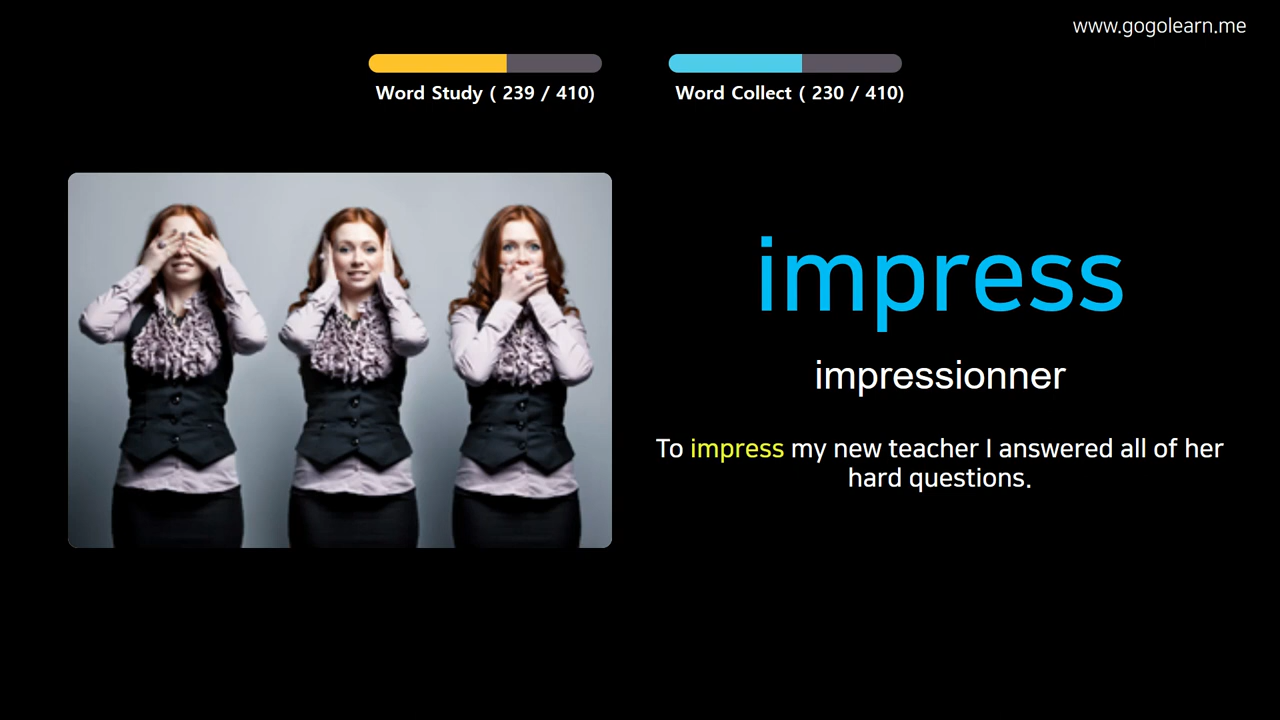 www.gogolearn.me
Word Study ( 239 / 410)
Word Collect ( 230 / 410)
impress
impressionner
To impress my new teacher I answered all of her
hard questions.